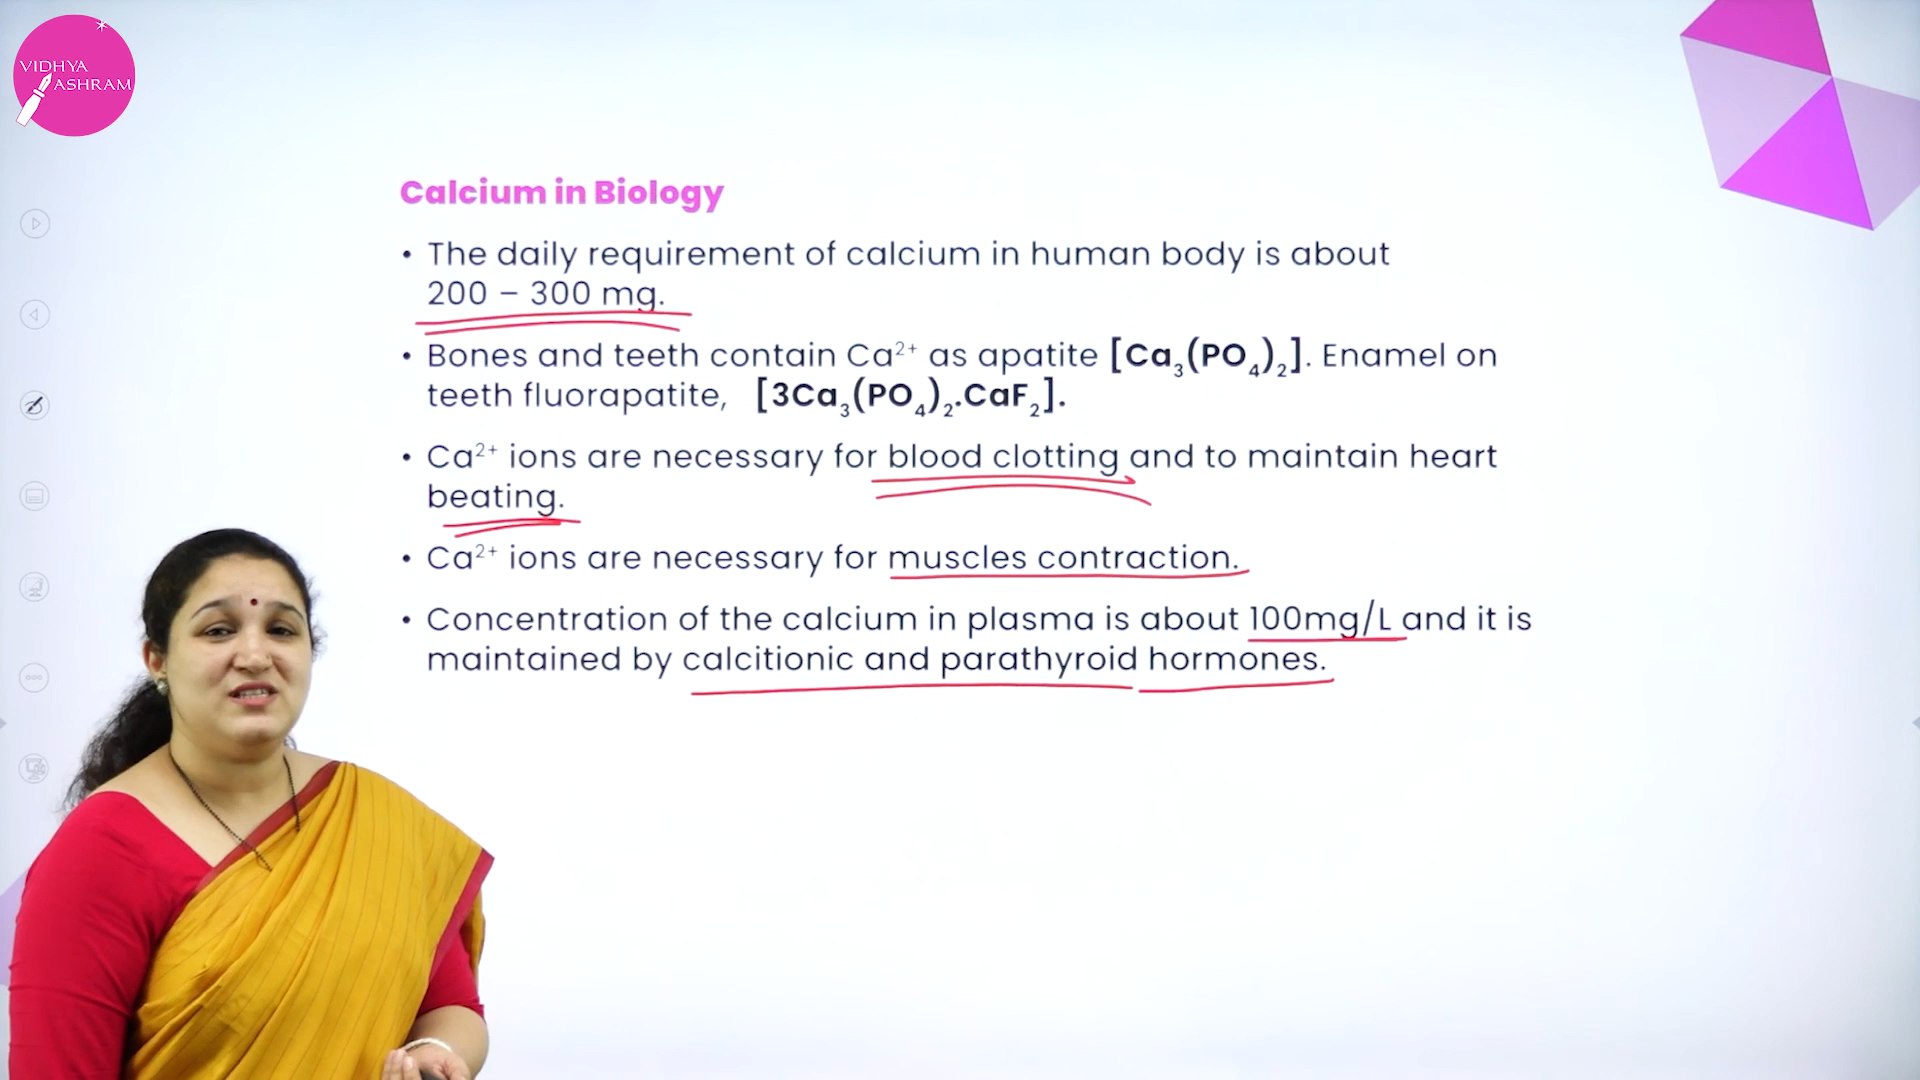 VIDHYA
ASHRAM
Calcium in Biology
• The daily requirement of calcium in human body is about
200 – 300 mg.
• Bones and teeth contain Ca²⁺ as apatite [Ca₃(PO₄)₂]. Enamel on
teeth fluorapatite, [3Ca₃(PO₄)₂.CaF₂].
• Ca²⁺ ions are necessary for blood clotting and to maintain heart
beating.
• Ca²⁺ ions are necessary for muscles contraction.
• Concentration of the calcium in plasma is about 100mg/L and it is
maintained by calcitionic and parathyroid hormones.